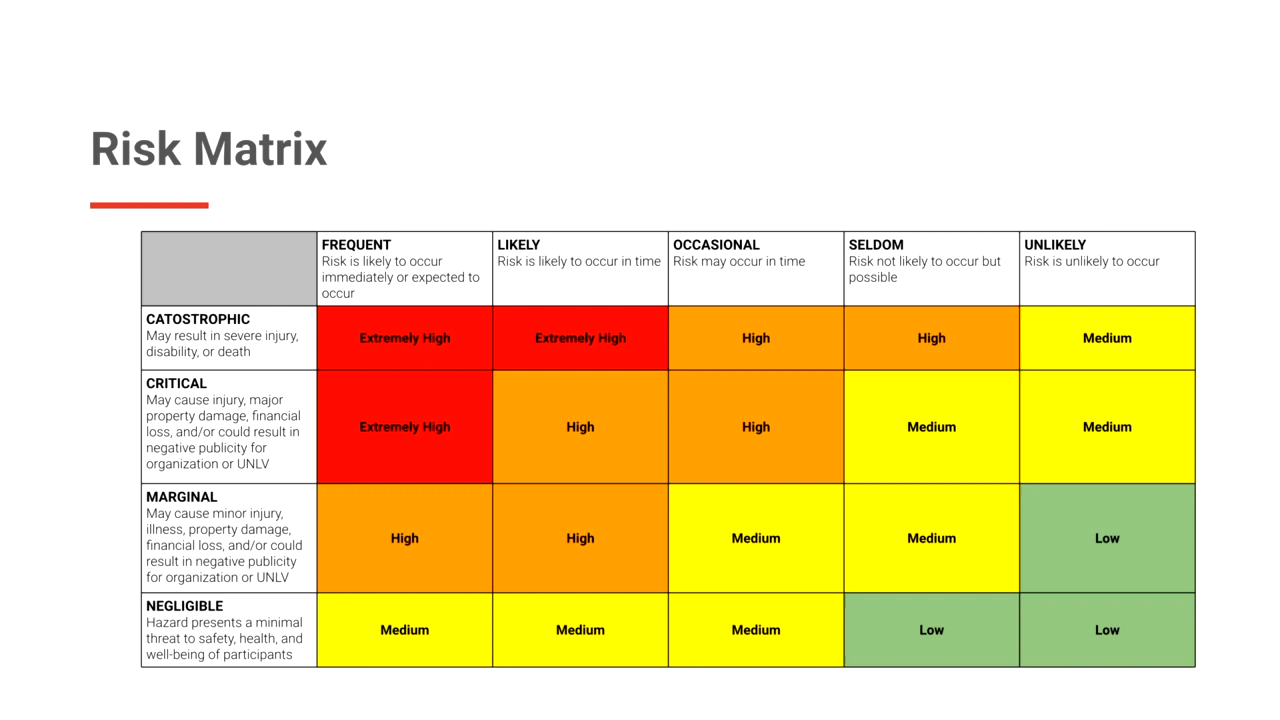 Risk Matrix
FREQUENT
Risk is likely to occur
immediately or expected to
occur
LIKELY
Risk is likely to occur in time
OCCASIONAL
Risk may occur in time
SELDOM
Risk not likely to occur but
possible
UNLIKELY
Risk is unlikely to occur
CATOSTROPHIC
May result in severe injury,
disability, or death
Extremely High
Extremely High
High
High
Medium
CRITICAL
May cause injury, major
property damage, financial
loss, and/or could result in
negative publicity for
organization or UNLV
Extremely High
High
High
Medium
Medium
MARGINAL
May cause minor injury,
illness, property damage,
financial loss, and/or could
result in negative publicity
for organization or UNLV
High
High
Medium
Medium
Low
NEGLIGIBLE
Hazard presents a minimal
threat to safety, health, and
well-being of participants
Medium
Medium
Medium
Low
Low